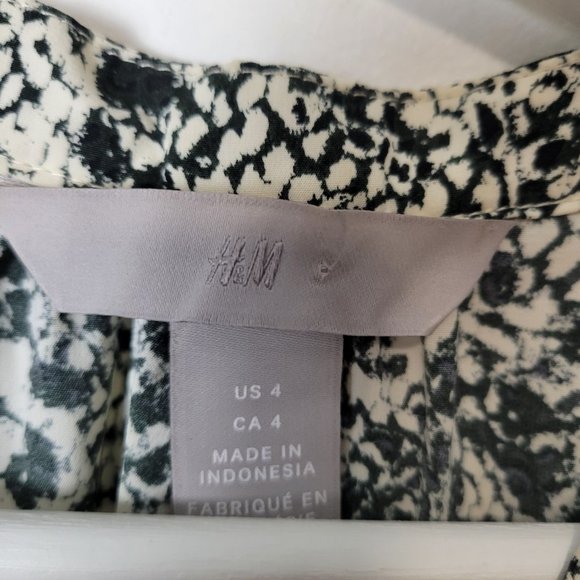 H&M
US 4
CA 4
MADE IN
INDONESIA
FABRIQUÉ EN